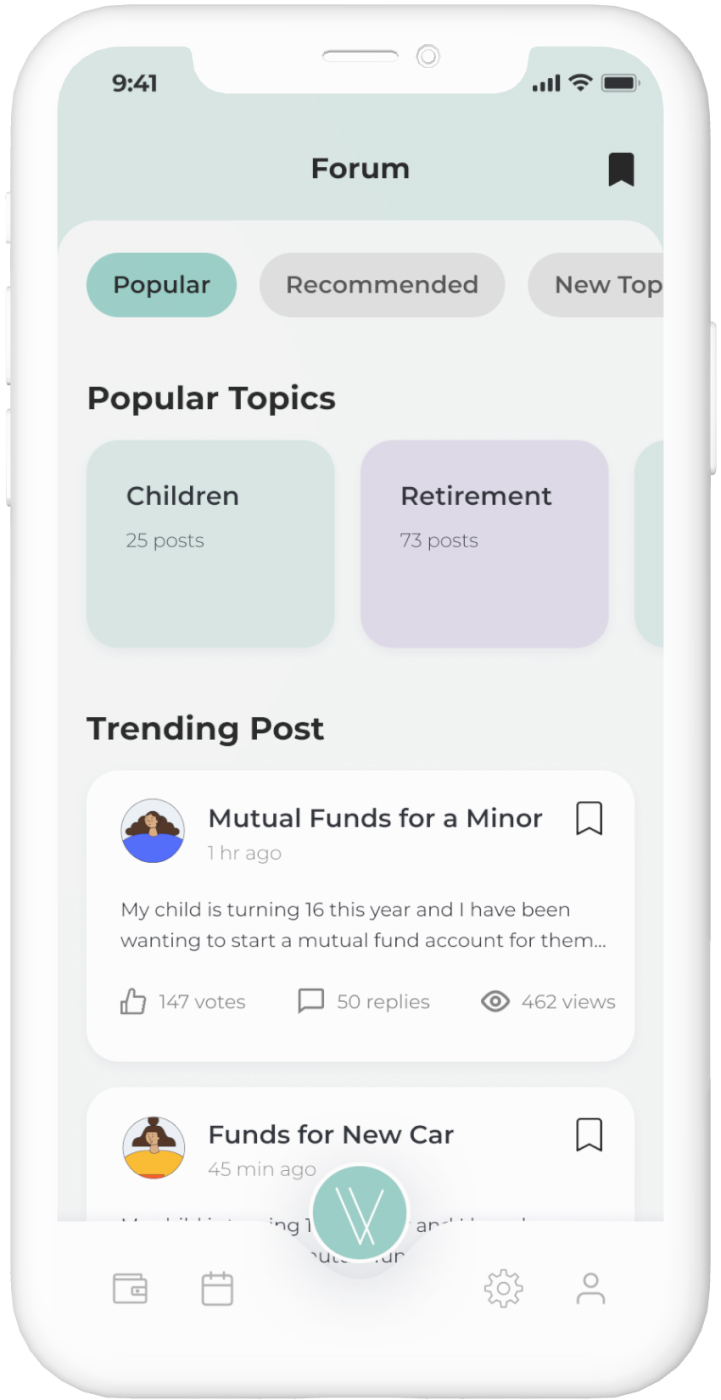 9:41
Forum
Popular
Recommended
New Top
Popular Topics
Children
Retirement
25 posts
73 posts
Trending Post
Mutual Funds for a Minor
1 hr ago
My child is turning 16 this year and I have been
wanting to start a mutual fund account for them...
147 votes
50 replies
462 views
Funds for New Car
45 min ago